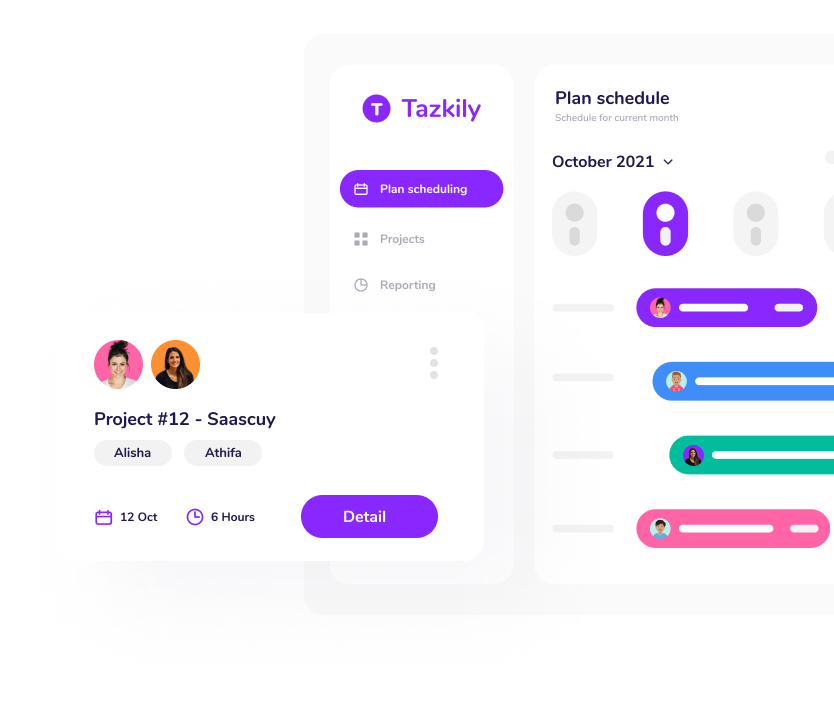 T Tazkily
Plan scheduling
Projects
Reporting
Plan schedule
Schedule for current month
October 2021
Project #12 - Saascuy
Alisha Athifa
12 Oct 6 Hours Detail